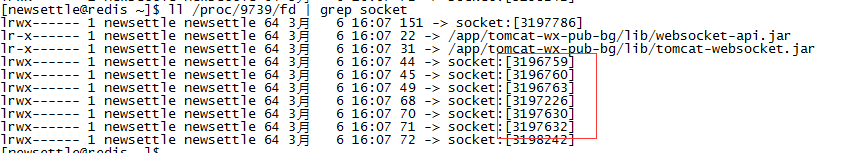 [newsettle@redis ~]$ ll /proc/9739/fd | grep socket
lrwx------ 1 newsettle newsettle 64 3月   6 16:07 151 -> socket:[3197786]
lr-x------ 1 newsettle newsettle 64 3月   6 16:07 22 -> /app/tomcat-wx-pub-bg/lib/websocket-api.jar
lr-x------ 1 newsettle newsettle 64 3月   6 16:07 31 -> /app/tomcat-wx-pub-bg/lib/tomcat-websocket.jar
lrwx------ 1 newsettle newsettle 64 3月   6 16:07 44 -> socket:[3196759]
lrwx------ 1 newsettle newsettle 64 3月   6 16:07 45 -> socket:[3196760]
lrwx------ 1 newsettle newsettle 64 3月   6 16:07 49 -> socket:[3196763]
lrwx------ 1 newsettle newsettle 64 3月   6 16:07 68 -> socket:[3197226]
lrwx------ 1 newsettle newsettle 64 3月   6 16:07 70 -> socket:[3197630]
lrwx------ 1 newsettle newsettle 64 3月   6 16:07 71 -> socket:[3197632]
lrwx------ 1 newsettle newsettle 64 3月   6 16:07 72 -> socket:[3198242]
[newsettle@redis ~]$